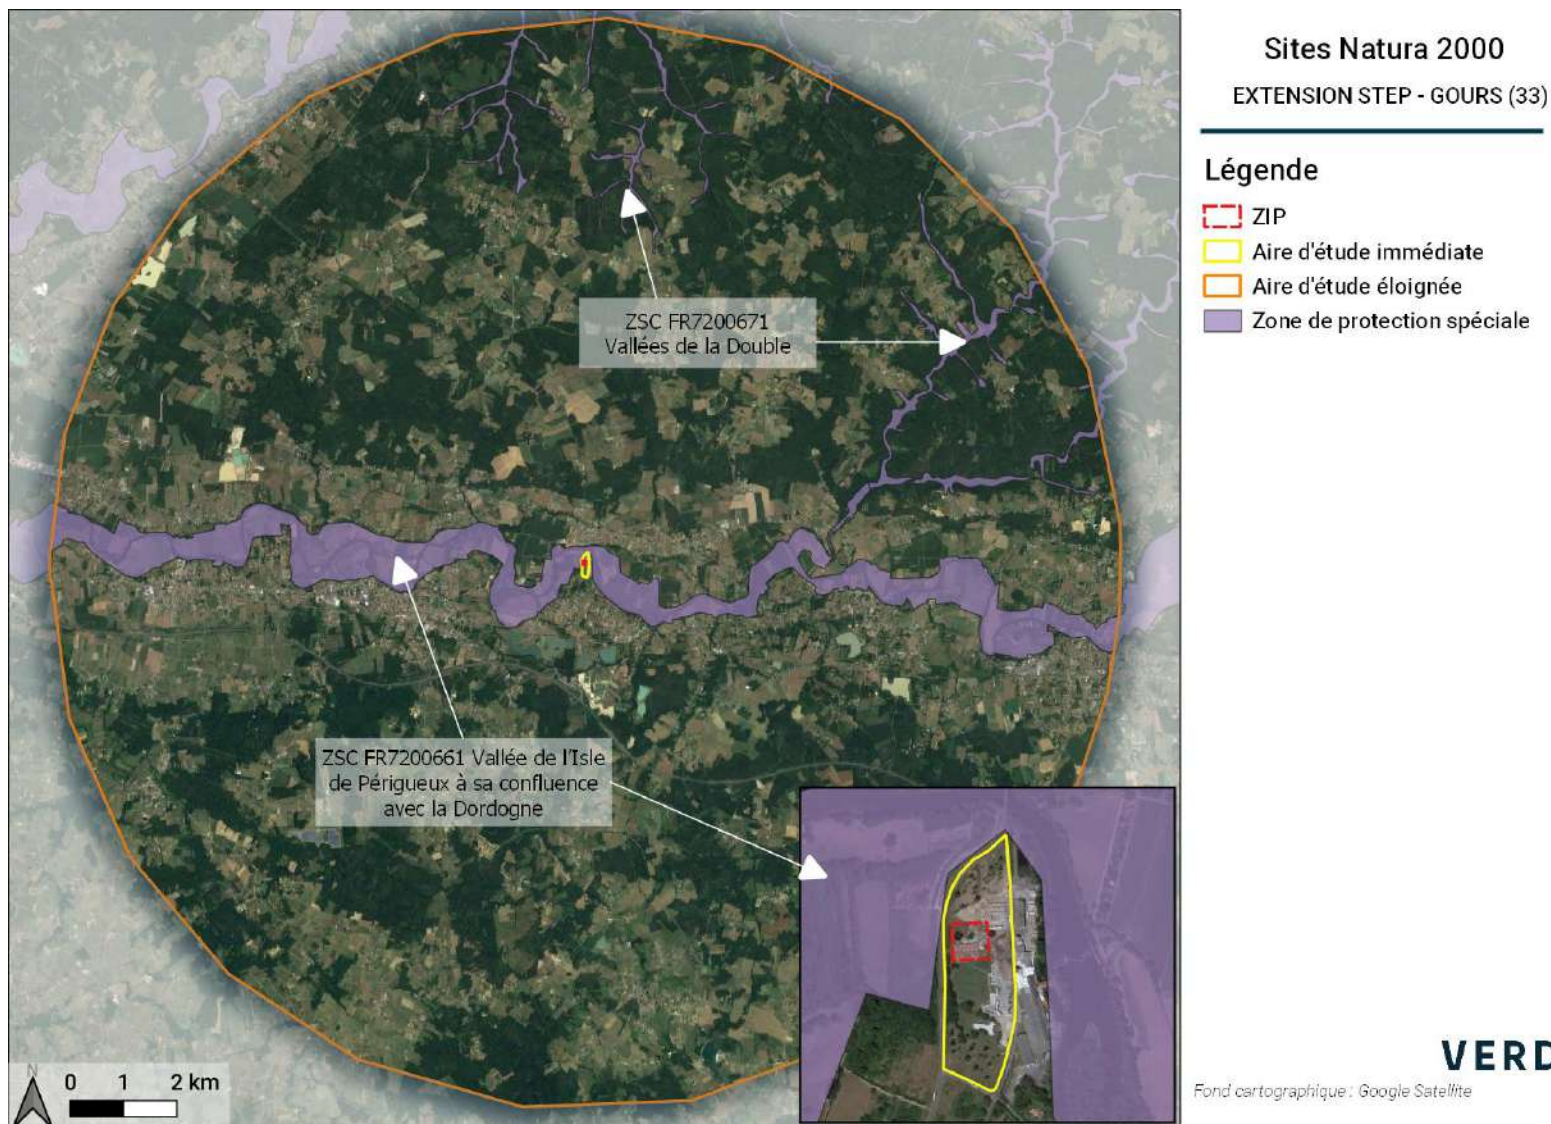 Sites Natura 2000
EXTENSION STEP - GOURS (33)
Légende
ZIP
Aire d'étude immédiate
Aire d'étude éloignée
Zone de protection spéciale
ZSC FR7200671
Vallées de la Double
ZSC FR7200661 Vallée de l'Isle
de Périgueux à sa confluence
avec la Dordogne
N
0 1 2 km
VERD
Fond cartographique : Google Satellite